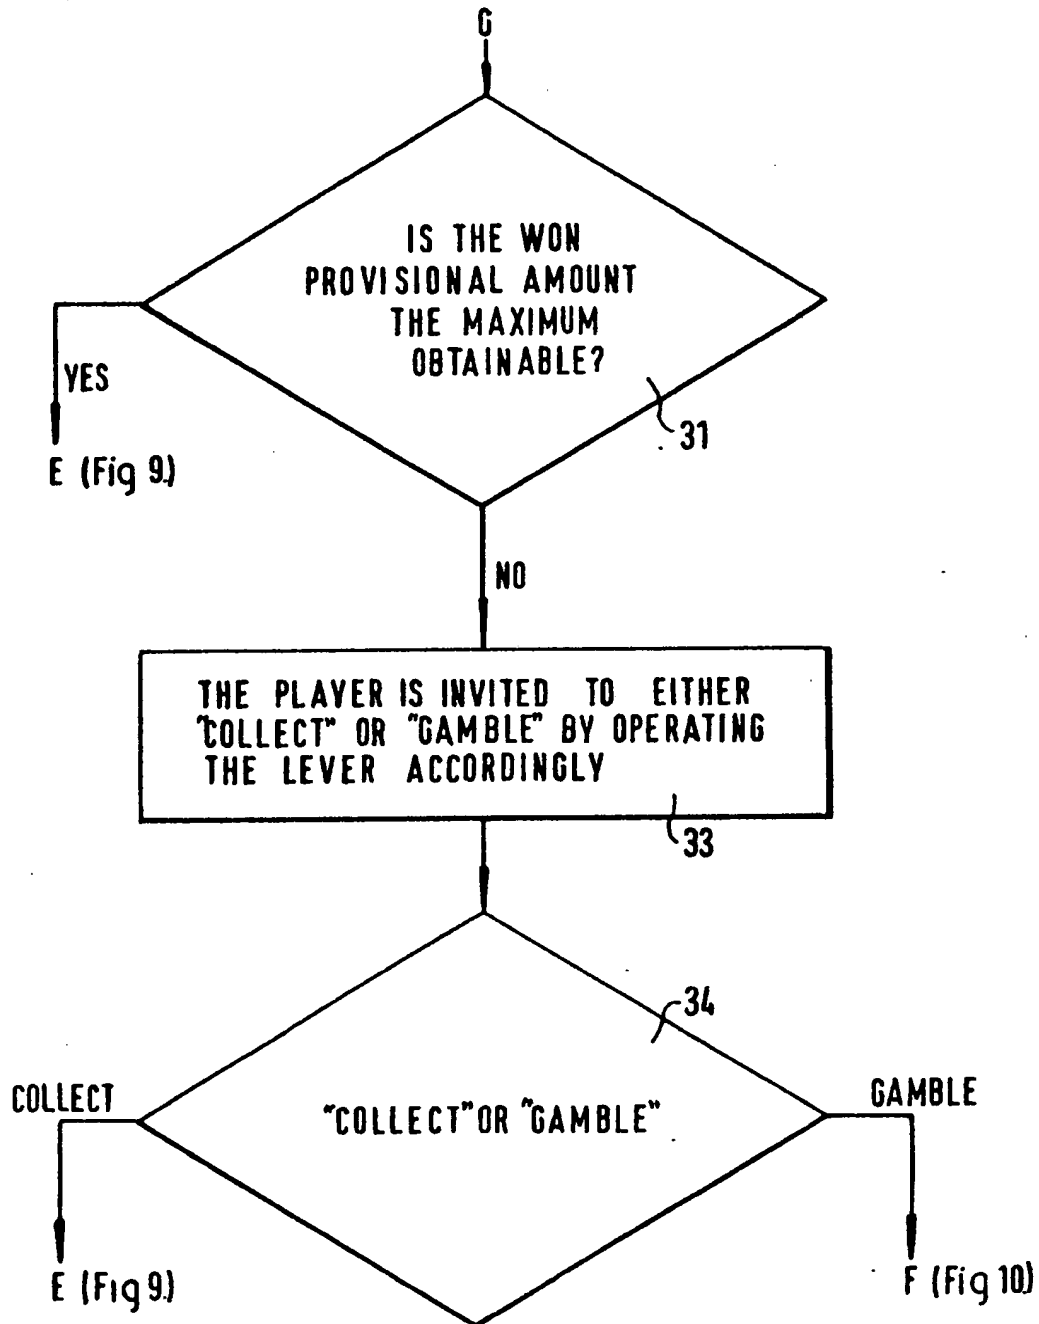 G
IS THE WON
PROVISIONAL AMOUNT
THE MAXIMUM
OBTAINABLE?
YES
31
E (Fig 9.)
NO
THE PLAYER IS INVITED TO EITHER
"COLLECT" OR "GAMBLE" BY OPERATING
THE LEVER ACCORDINGLY
33
34
COLLECT
GAMBLE
"COLLECT" OR "GAMBLE"
E (Fig 9.)
F (Fig 10.)